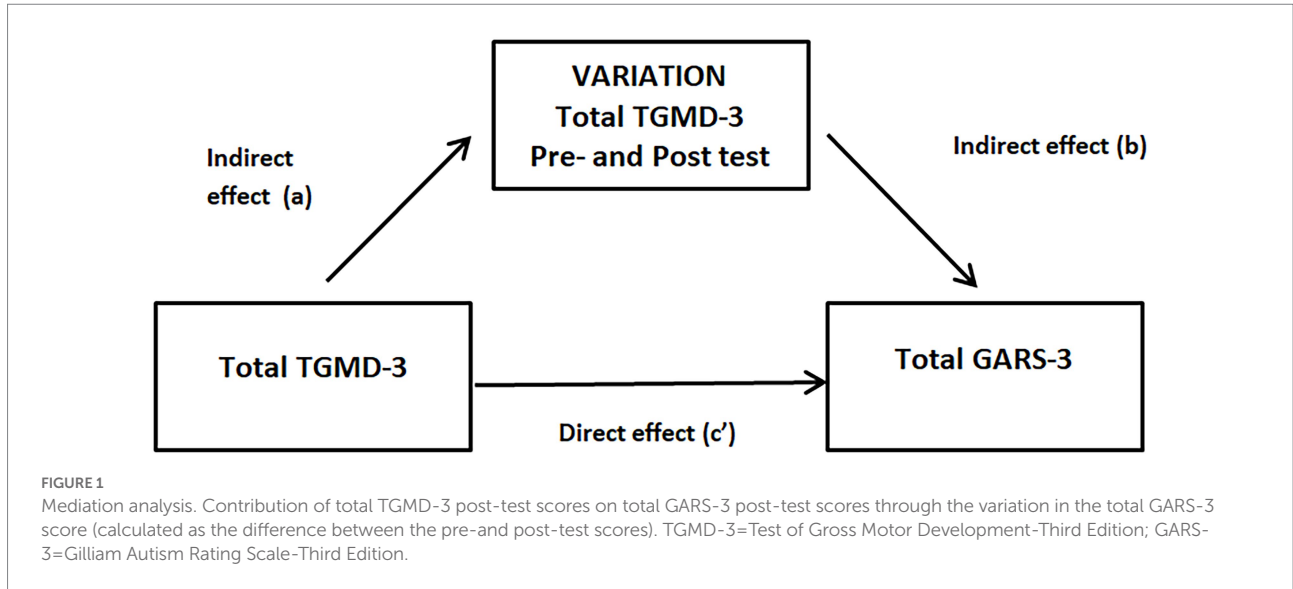 VARIATION
Total TGMD-3
Pre- and Post test
Indirect
effect (a)
Indirect effect (b)
Total TGMD-3
Total GARS-3
Direct effect (c’)
FIGURE 1
Mediation analysis. Contribution of total TGMD-3 post-test scores on total GARS-3 post-test scores through the variation in the total GARS-3
score (calculated as the difference between the pre-and post-test scores). TGMD-3=Test of Gross Motor Development-Third Edition; GARS-
3=Gilliam Autism Rating Scale-Third Edition.